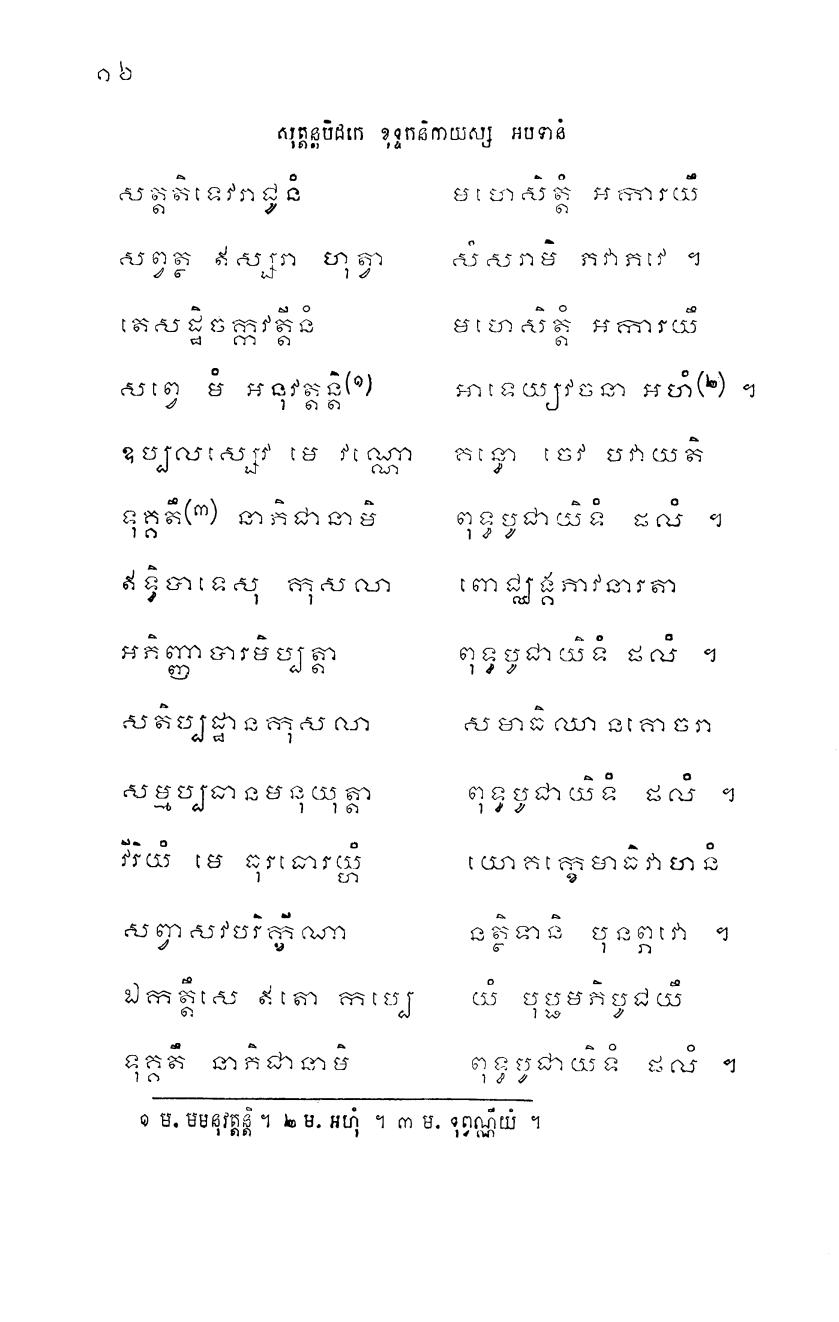 ១៦
សុត្តន្តបិដកេ ខុទ្ទកនិកាយស្ស អបទានំ
សត្តតិទេវរាជូនំ មហេសិត្តំ អការយឹ
សព្វត្ថ ឥស្សរា ហុត្វា សំសរាមិ ភវាភវេ ។
តេសដ្ឋិចក្កវត្តីនំ មហេសិត្តំ អការយឹ
សព្វេ មំ អនុវត្តន្តិ(១) អាទេយ្យវចនា អហំ(២) ។
ឧប្បលស្សេវ មេ វណ្ណោ គន្ធោ ចេវ បវាយតិ
ទុគ្គតឹ(៣) នាភិជានាមិ ពុទ្ធបូជាយិទំ ផលំ ។
ឥទ្ធិបាទេសុ កុសលា ពោជ្ឈង្គភាវនារតា
អភិញ្ញាបារមិប្បត្តា ពុទ្ធបូជាយិទំ ផលំ ។
សតិប្បដ្ឋានកុសលា សមាធិឈានគោចរា
សម្មប្បធានមនុយុត្តា ពុទ្ធបូជាយិទំ ផលំ ។
វីរិយំ មេ ធុរធោរយ្ហំ យោគក្ខេមាធិវាហនំ
សព្វាសវបរិក្ខីណា នត្ថិទានិ បុនព្ភវោ ។
ឯកត្តឹសេ ឥតោ កប្បេ យំ បុប្ផមភិបូជយឹ
ទុគ្គតឹ នាភិជានាមិ ពុទ្ធបូជាយិទំ ផលំ ។
១ ម. មមនុវត្តន្តិ ។ ២ ម. អហុំ ។ ៣ ម. ទុព្វណ្ណិយំ ។